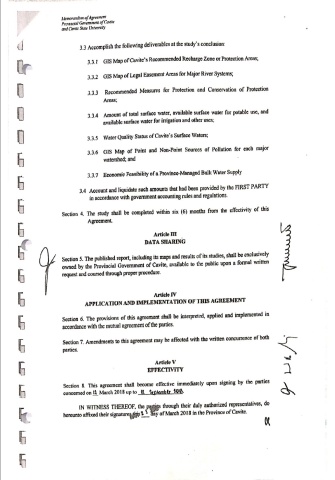 Memorandum of Agreement
Provincial Government of Cavite
and Cavite State University
3.3 Accomplish the following deliverables at the study's conclusion:
3.3.1 GIS Map of Cavite's Recommended Recharge Zone or Protection Areas;
3.3.2 GIS Map of Legal Easement Areas for Major River Systems;
3.3.3 Recommended Measures for Protection and Conservation of Protection
Areas;
3.3.4 Amount of total surface water, available surface water for potable use, and
available surface water for irrigation and other uses;
3.3.5 Water Quality Status of Cavite's Surface Waters;
3.3.6 GIS Map of Point and Non-Point Sources of Pollution for each major
watershed; and
3.3.7 Economic Feasibility of a Province-Managed Bulk Water Supply
3.4 Account and liquidate such amounts that had been provided by the FIRST PARTY
in accordance with government accounting rules and regulations.
Section 4. The study shall be completed within six (6) months from the effectivity of this
Agreement.
Article III
DATA SHARING
Section 5. The published report, including its maps and results of its studies, shall be exclusively
owned by the Provincial Government of Cavite, available to the public upon a formal written
request and coursed through proper procedure.
Article IV
APPLICATION AND IMPLEMENTATION OF THIS AGREEMENT
Section 6. The provisions of this agreement shall be interpreted, applied and implemented in
accordance with the mutual agreement of the parties.
Section 7. Amendments to this agreement may be affected with the written concurrence of both
parties.
Article V
EFFECTIVITY
Section 8. This agreement shall become effective immediately upon signing by the parties
concerned on March 2018 up to September
IN WITNESS THEREOF, the parties through their duly authorized representatives, do
hereunto affixed their signatures day of March 2018 in the Province of Cavite.